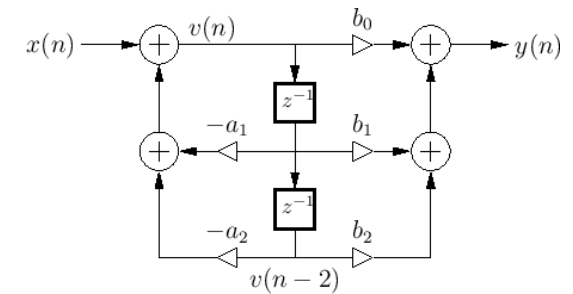 b₀
x(n) + v(n) + y(n)
z⁻¹
−a₁ b₁
+ +
z⁻¹
−a₂ b₂
v(n − 2)